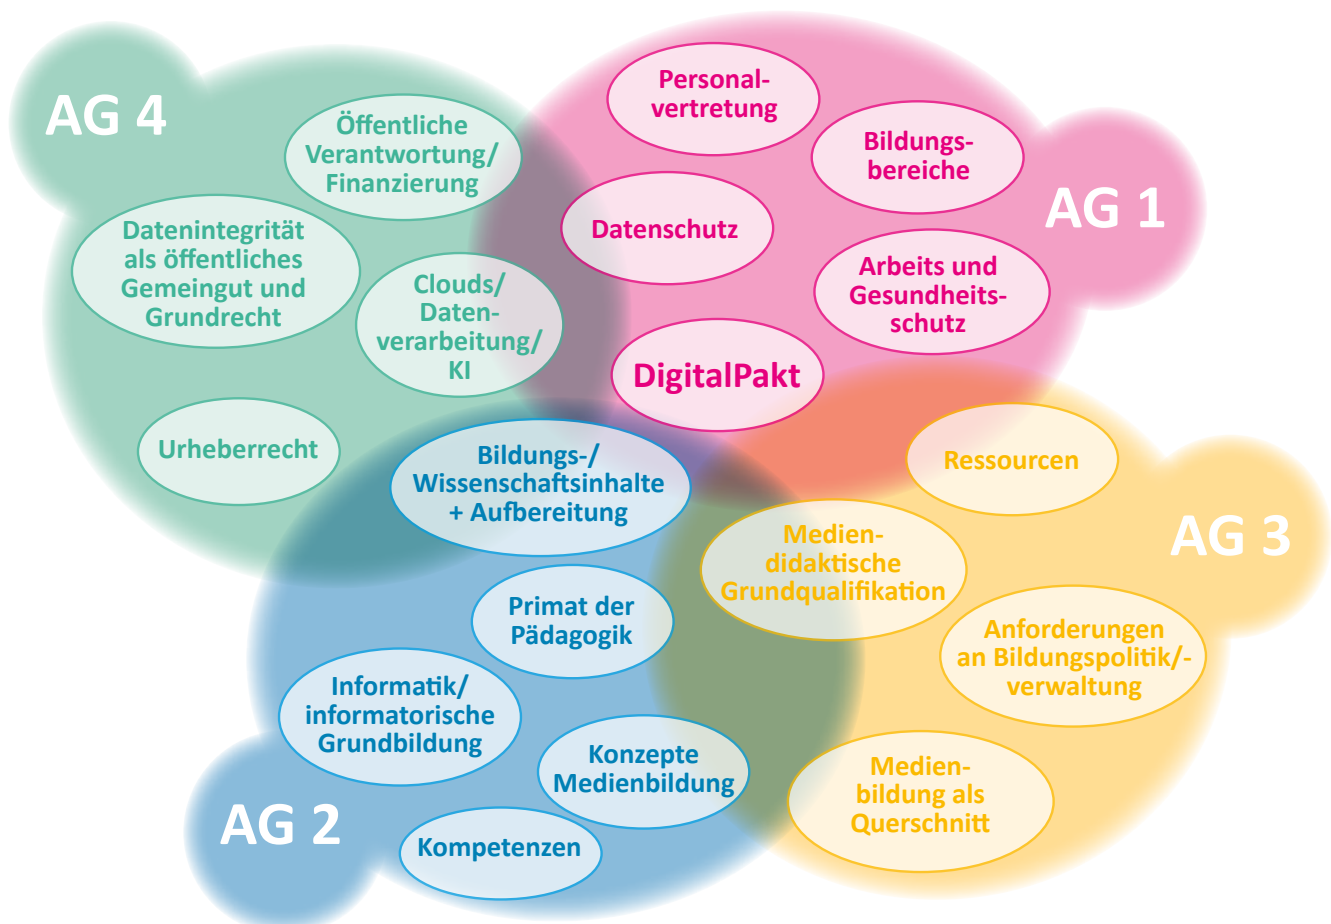 AG 4
Öffentliche
Verantwortung/
Finanzierung
Datenintegrität
als öffentliches
Gemeingut und
Grundrecht
Clouds/
Daten-
verarbeitung/
KI
Urheberrecht
AG 1
Personal-
vertretung
Bildungs-
bereiche
Datenschutz
Arbeits und
Gesundheits-
schutz
DigitalPakt
AG 2
Bildungs-/
Wissenschaftsinhalte
+ Aufbereitung
Primat der
Pädagogik
Informatik/
informatorische
Grundbildung
Konzepte
Medienbildung
Kompetenzen
AG 3
Ressourcen
Medien-
didaktische
Grundqualifikation
Anforderungen
an Bildungspolitik/-
verwaltung
Medien-
bildung als
Querschnitt